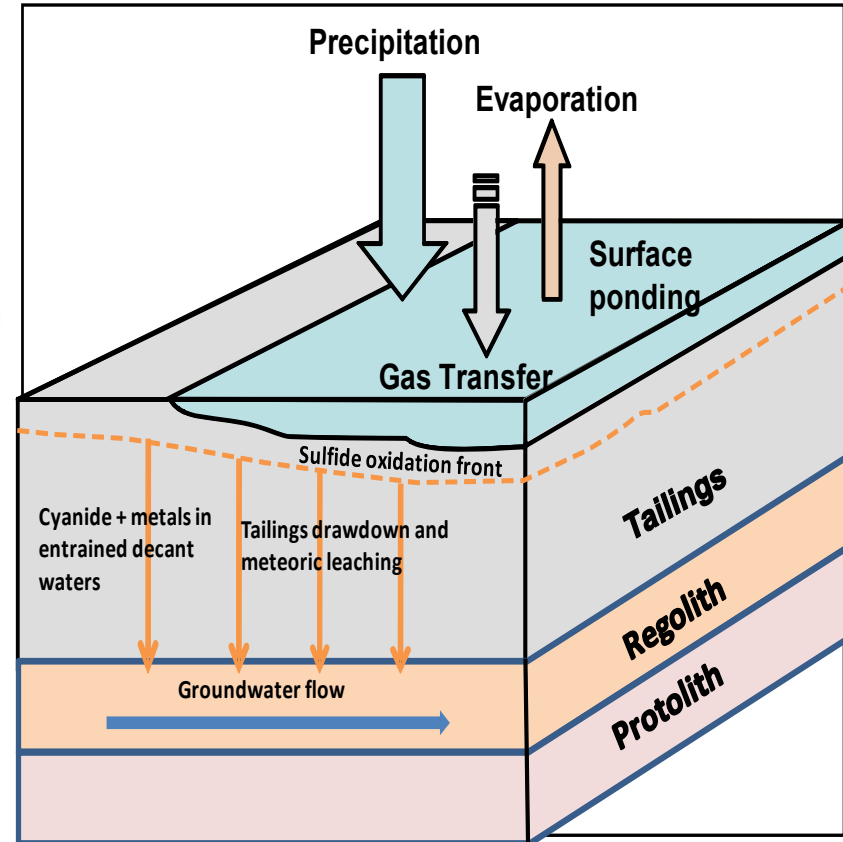 Precipitation
Evaporation
Surface
ponding
Gas Transfer
Sulfide oxidation front
Cyanide + metals in
entrained decant
waters
Tailings drawdown and
meteoric leaching
Tailings
Regolith
Protolith
Groundwater flow